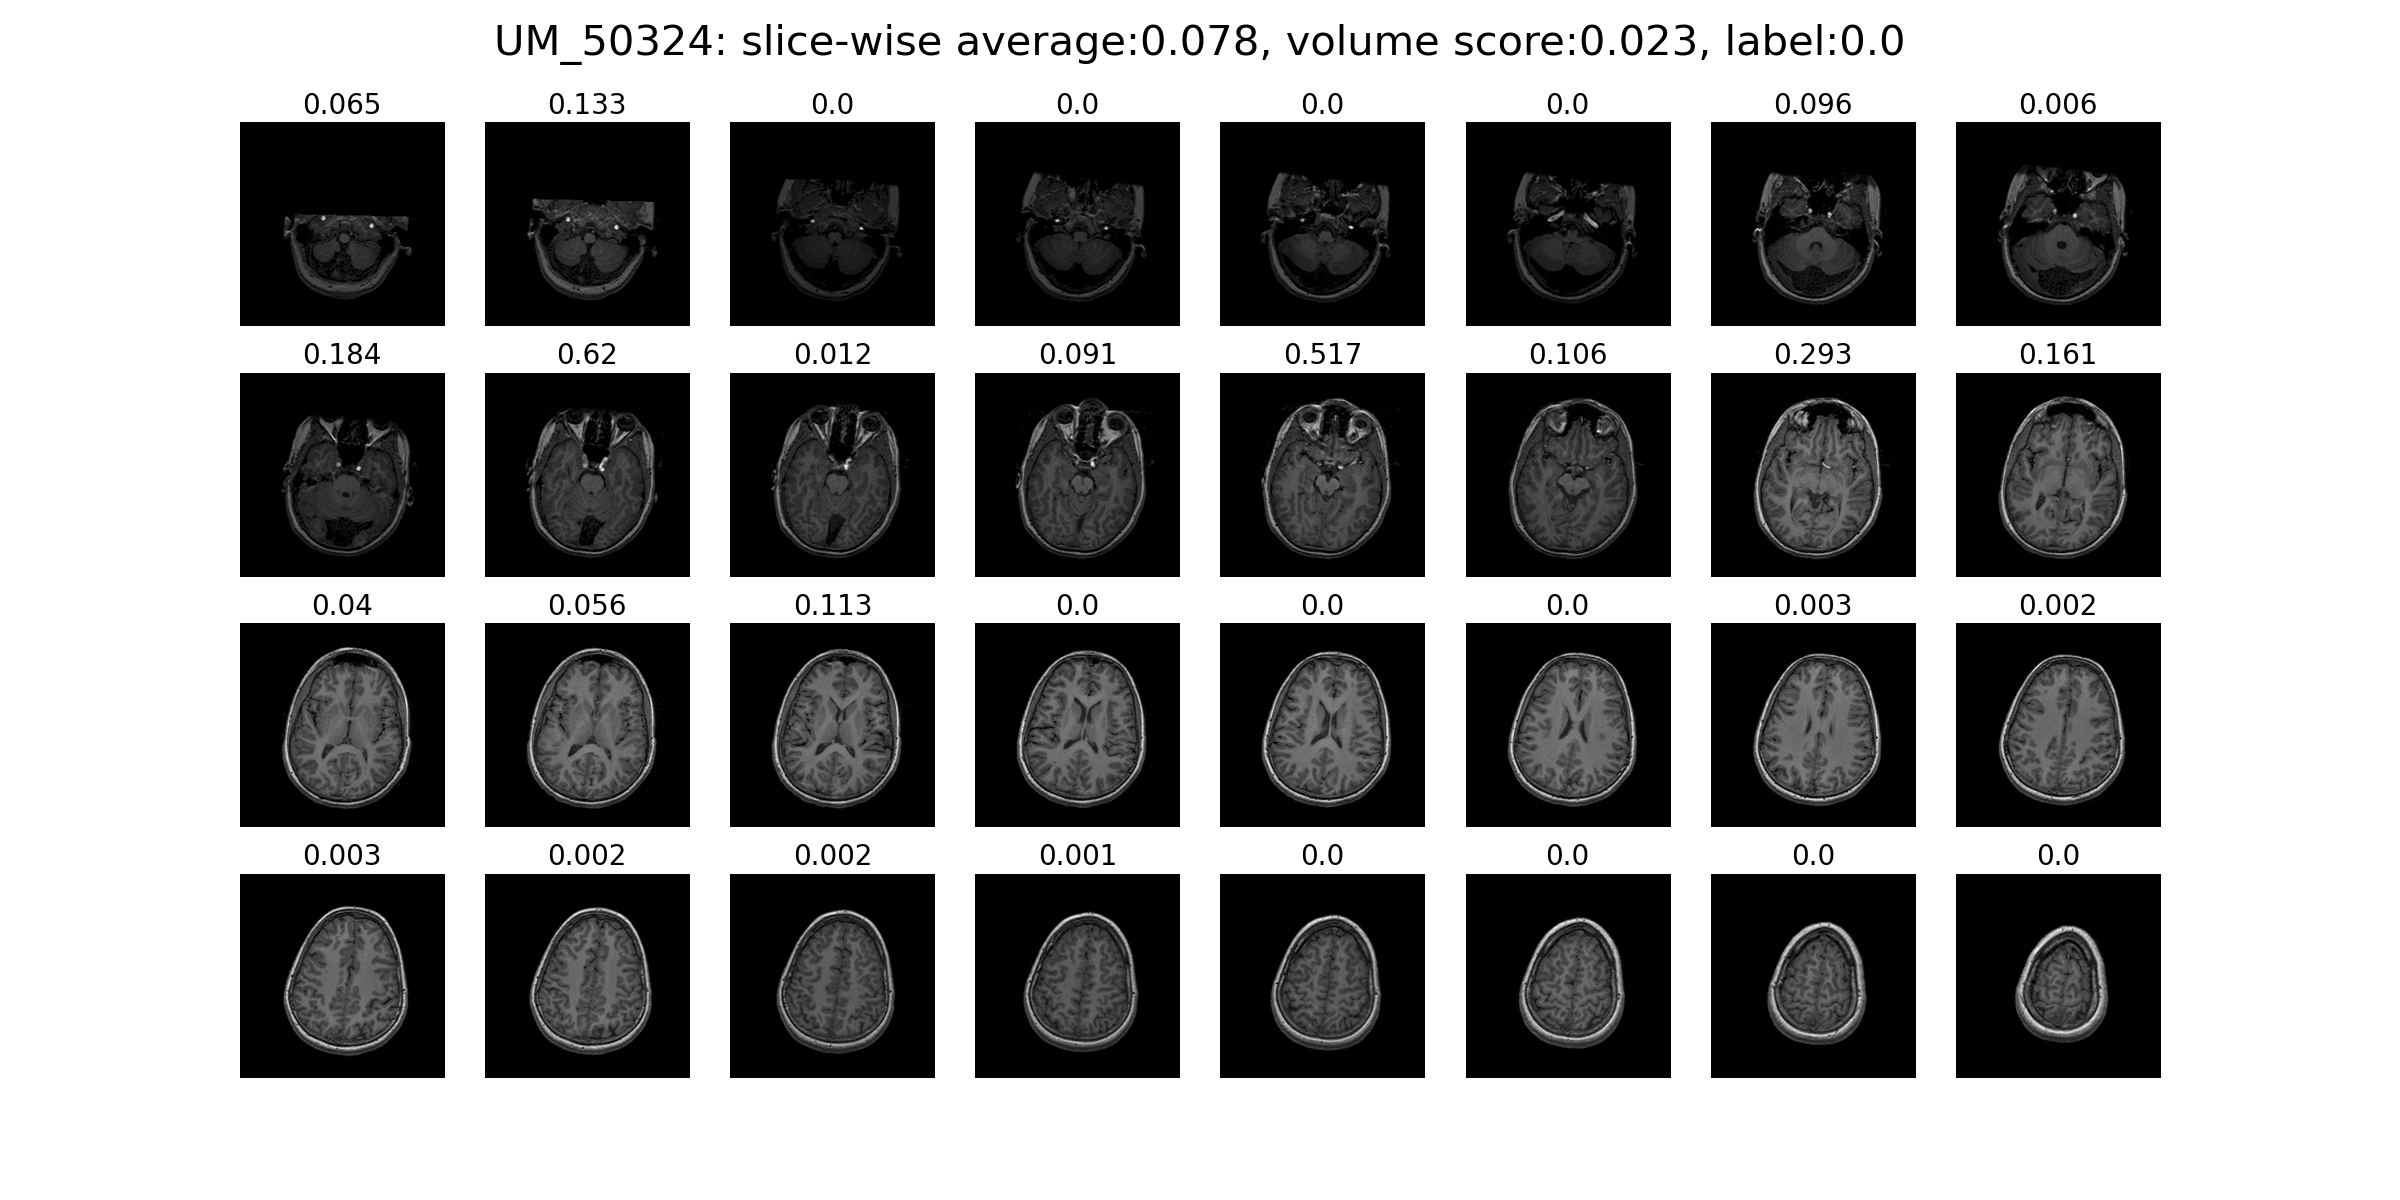 UM_50324: slice-wise average:0.078, volume score:0.023, label:0.0
0.065 0.133 0.0 0.0 0.0 0.0 0.096 0.006
0.184 0.62 0.012 0.091 0.517 0.106 0.293 0.161
0.04 0.056 0.113 0.0 0.0 0.0 0.003 0.002
0.003 0.002 0.002 0.001 0.0 0.0 0.0 0.0